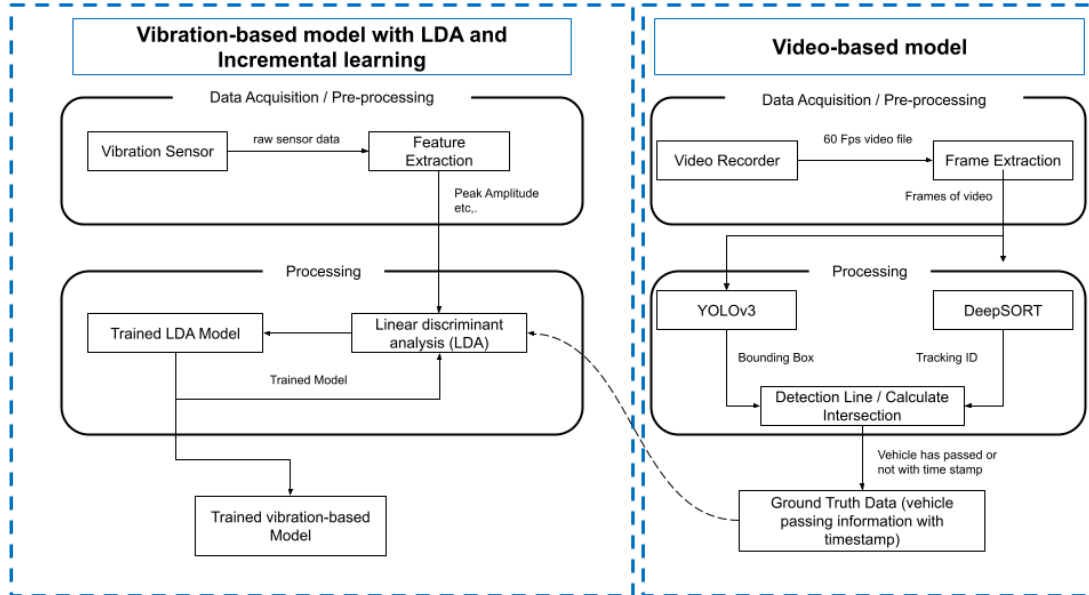 Vibration-based model with LDA and
Incremental learning
Data Acquisition / Pre-processing
Vibration Sensor
raw sensor data
Feature
Extraction
Peak Amplitude
etc,.
Processing
Trained LDA Model
Linear discriminant
analysis (LDA)
Trained Model
Trained vibration-based
Model
Video-based model
Data Acquisition / Pre-processing
Video Recorder
60 Fps video file
Frame Extraction
Frames of video
Processing
YOLOv3
DeepSORT
Bounding Box
Tracking ID
Detection Line / Calculate
Intersection
Vehicle has passed or
not with time stamp
Ground Truth Data (vehicle
passing information with
timestamp)